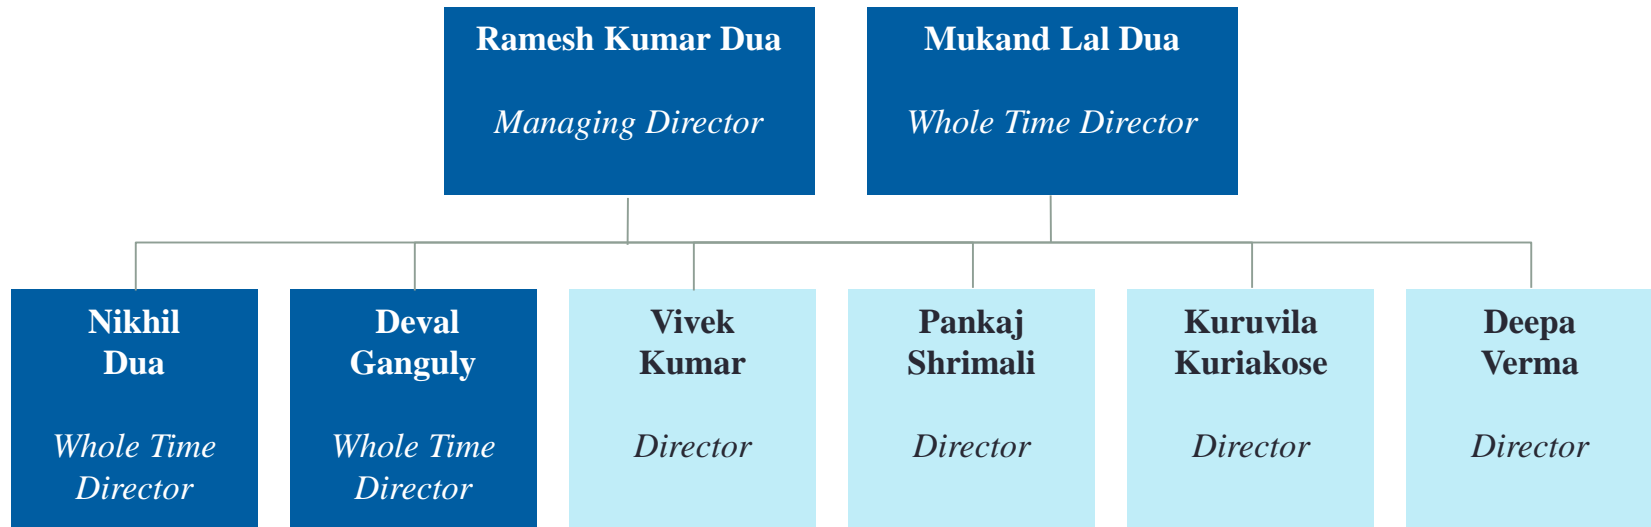 Ramesh Kumar Dua
Managing Director
Mukand Lal Dua
Whole Time Director
Nikhil
Dua
Whole Time
Director
Deval
Ganguly
Whole Time
Director
Vivek
Kumar
Director
Pankaj
Shrimali
Director
Kuruvila
Kuriakose
Director
Deepa
Verma
Director